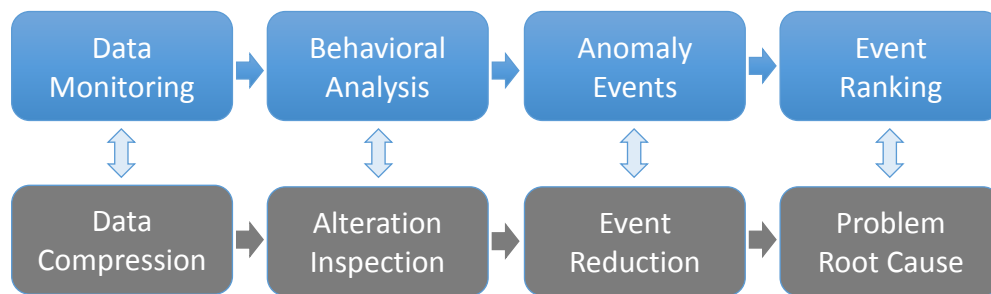 Data
Monitoring
Behavioral
Analysis
Anomaly
Events
Event
Ranking
Data
Compression
Alteration
Inspection
Event
Reduction
Problem
Root Cause